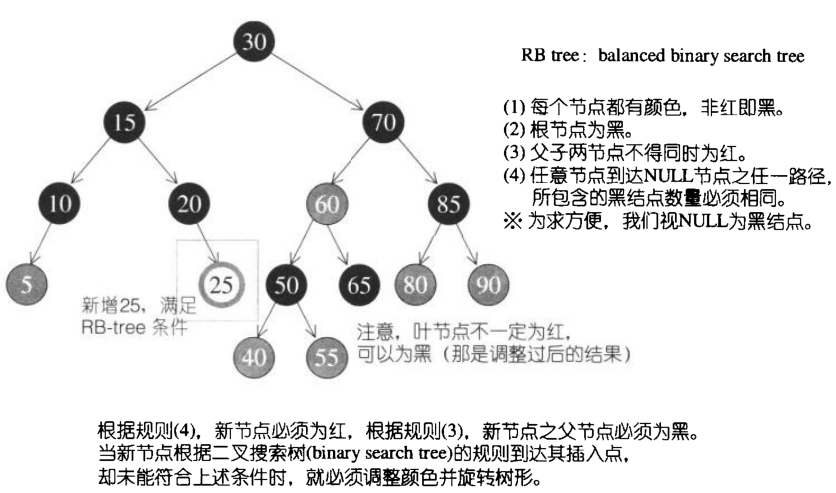 30
RB tree: balanced binary search tree
(1) 每个节点都有颜色，非红即黑。
15
70
(2) 根节点为黑。
(3) 父子两节点不得同时为红。
(4) 任意节点到达NULL节点之任一路径，
所包含的黑结点数量必须相同。
※ 为求方便，我们视NULL为黑结点。
10
20
60
85
5
25
50
65
80
90
新增25，满足
RB-tree 条件
40
55
注意，叶节点不一定为红，
可以为黑（那是调整过后的结果）
根据规则(4)，新节点必须为红，根据规则(3)，新节点之父节点必须为黑。
当新节点根据二叉搜索树(binary search tree)的规则到达其插入点，
却未能符合上述条件时，就必须调整颜色并旋转树形。